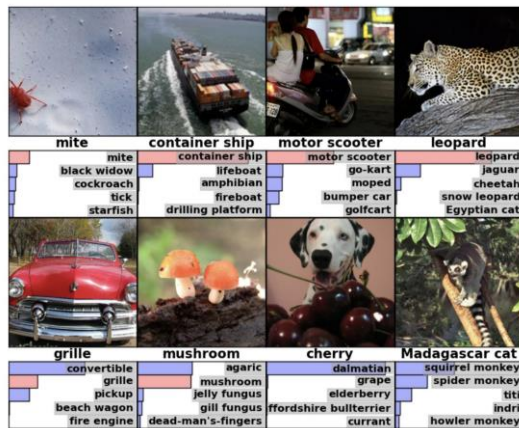 mite
container ship
motor scooter
leopard
mite
black widow
cockroach
tick
starfish
container ship
lifeboat
amphibian
fireboat
drilling platform
motor scooter
go-kart
moped
bumper car
golfcart
leopard
jaguar
cheetah
snow leopard
Egyptian cat
grille
mushroom
cherry
Madagascar cat
convertible
grille
pickup
beach wagon
fire engine
agaric
mushroom
jelly fungus
gill fungus
dead-man's-fingers
dalmatian
grape
elderberry
ffordshire bullterrier
currant
squirrel monkey
spider monkey
titi
indri
howler monkey